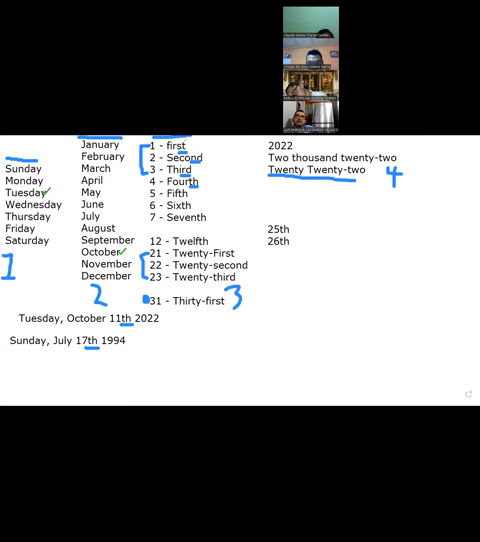 January
February
March
April
May
June
July
August
September
October
November
December
2
Sunday
Monday
Tuesday
Wednesday
Thursday
Friday
Saturday
1
1 - first
2 - Second
3 - Third
4 - Fourth
5 - Fifth
6 - Sixth
7 - Seventh
12 - Twelfth
21 - Twenty-First
22 - Twenty-second
23 - Twenty-third
31 - Thirty-first
3
2022
Two thousand twenty-two
Twenty Twenty-two
4
25th
26th
Tuesday, October 11th 2022
Sunday, July 17th 1994